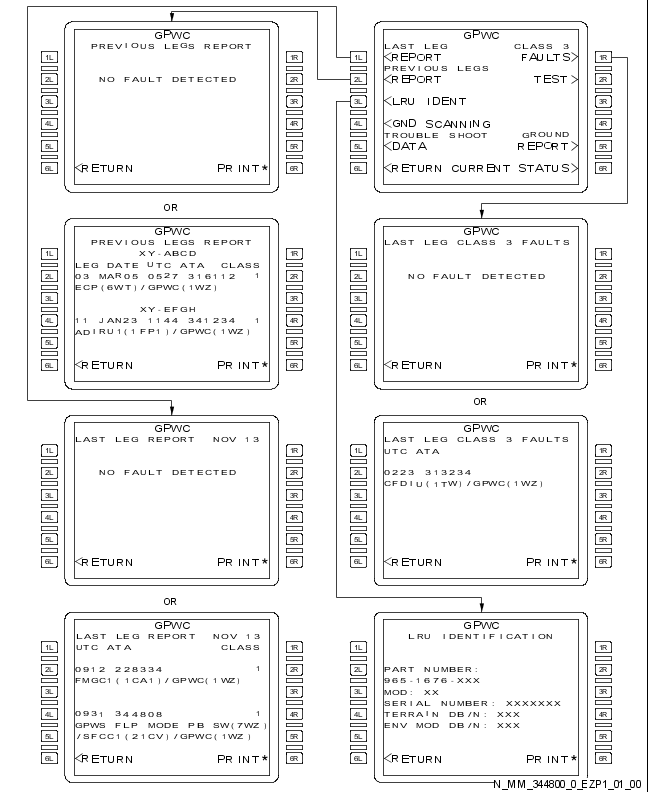 GPWC
PREVIOUS LEGS REPORT
NO FAULT DETECTED
<RETURN PRINT*
1L
2L
3L
4L
5L
6L
1R
2R
3R
4R
5R
6R
GPWC
LAST LEG CLASS 3
<REPORT FAULTS>
PREVIOUS LEGS
<REPORT TEST>
<LRU IDENT
<GND SCANNING
TROUBLE SHOOT GROUND
<DATA REPORT>
<RETURN CURRENT STATUS>
1L
2L
3L
4L
5L
6L
1R
2R
3R
4R
5R
6R
OR
GPWC
PREVIOUS LEGS REPORT
XY-ABCD
LEG DATE UTC ATA CLASS
03 MAR05 0527 316112 1
ECP(6WT)/GPWC(1WZ)
XY-EFGH
11 JAN23 1144 341234 1
ADIRU1(1FP1)/GPWC(1WZ)
<RETURN PRINT*
1L
2L
3L
4L
5L
6L
1R
2R
3R
4R
5R
6R
GPWC
LAST LEG CLASS 3 FAULTS
NO FAULT DETECTED
<RETURN PRINT*
1L
2L
3L
4L
5L
6L
1R
2R
3R
4R
5R
6R
OR
GPWC
LAST LEG REPORT NOV 13
NO FAULT DETECTED
<RETURN PRINT*
1L
2L
3L
4L
5L
6L
1R
2R
3R
4R
5R
6R
GPWC
LAST LEG CLASS 3 FAULTS
UTC ATA
0223 313234
CFDIU(1TW)/GPWC(1WZ)
<RETURN PRINT*
1L
2L
3L
4L
5L
6L
1R
2R
3R
4R
5R
6R
OR
GPWC
LAST LEG REPORT NOV 13
UTC ATA CLASS
0912 228334 1
FMGC1(1CA1)/GPWC(1WZ)
0931 344808 1
GPWS FLP MODE PB SW(7WZ)
/SFCC1(21CV)/GPWC(1WZ)
<RETURN PRINT*
1L
2L
3L
4L
5L
6L
1R
2R
3R
4R
5R
6R
GPWC
LRU IDENTIFICATION
PART NUMBER:
965-1676-XXX
MOD: XX
SERIAL NUMBER: XXXXXXX
TERRAIN DB/N: XXX
ENV MOD DB/N: XXX
<RETURN PRINT*
1L
2L
3L
4L
5L
6L
1R
2R
3R
4R
5R
6R
N_MM_344800_0_EZP1_01_00